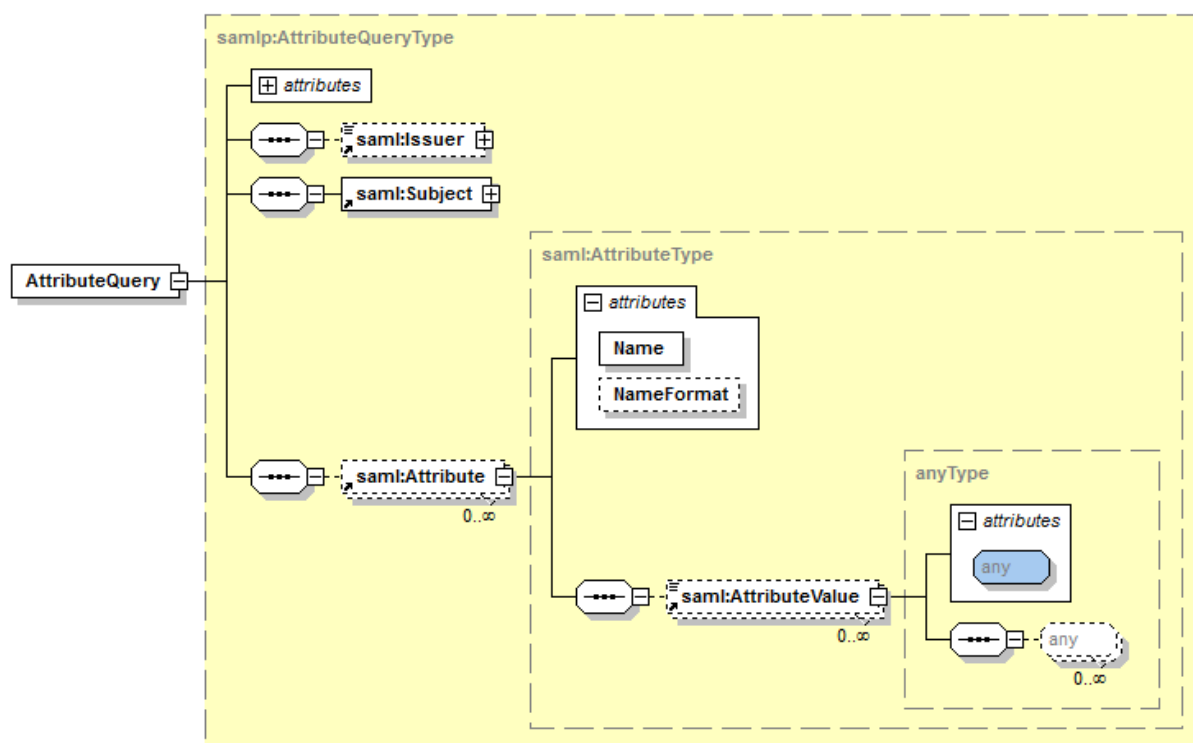 samlp:AttributeQueryType
attributes
saml:Issuer
saml:Subject
saml:AttributeType
AttributeQuery
attributes
Name
NameFormat
anyType
saml:Attribute
0..∞
attributes
any
saml:AttributeValue
0..∞
any
0..∞